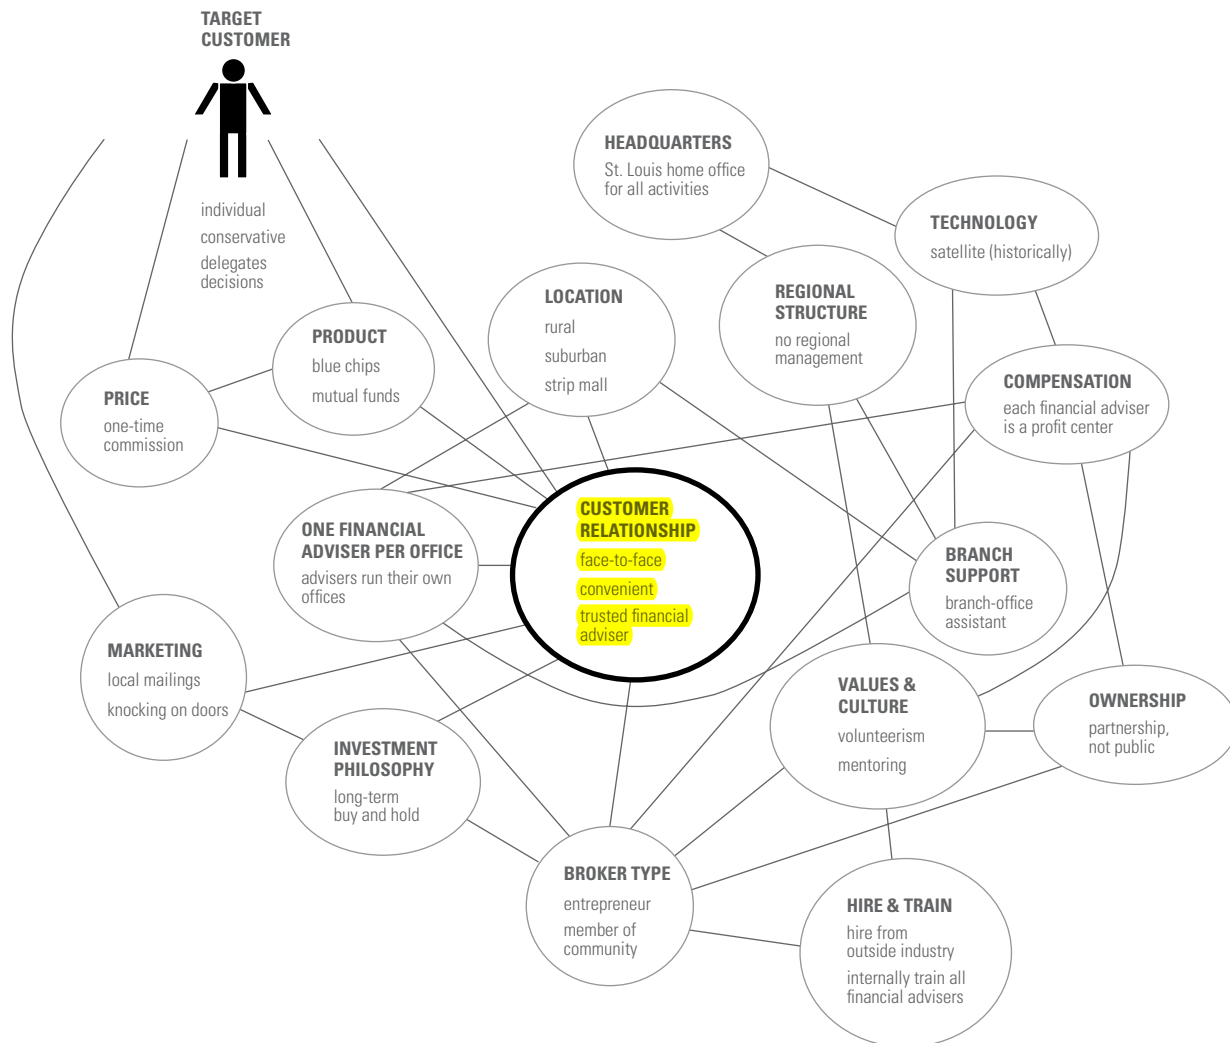 TARGET
CUSTOMER
individual
conservative
delegates
decisions
HEADQUARTERS
St. Louis home office
for all activities
TECHNOLOGY
satellite (historically)
LOCATION
rural
suburban
strip mall
REGIONAL
STRUCTURE
no regional
management
PRODUCT
blue chips
mutual funds
PRICE
one-time
commission
COMPENSATION
each financial adviser
is a profit center
CUSTOMER
RELATIONSHIP
face-to-face
convenient
trusted financial
adviser
ONE FINANCIAL
ADVISER PER OFFICE
advisers run their own
offices
BRANCH
SUPPORT
branch-office
assistant
MARKETING
local mailings
knocking on doors
VALUES &
CULTURE
volunteerism
mentoring
OWNERSHIP
partnership,
not public
INVESTMENT
PHILOSOPHY
long-term
buy and hold
BROKER TYPE
entrepreneur
member of
community
HIRE & TRAIN
hire from
outside industry
internally train all
financial advisers